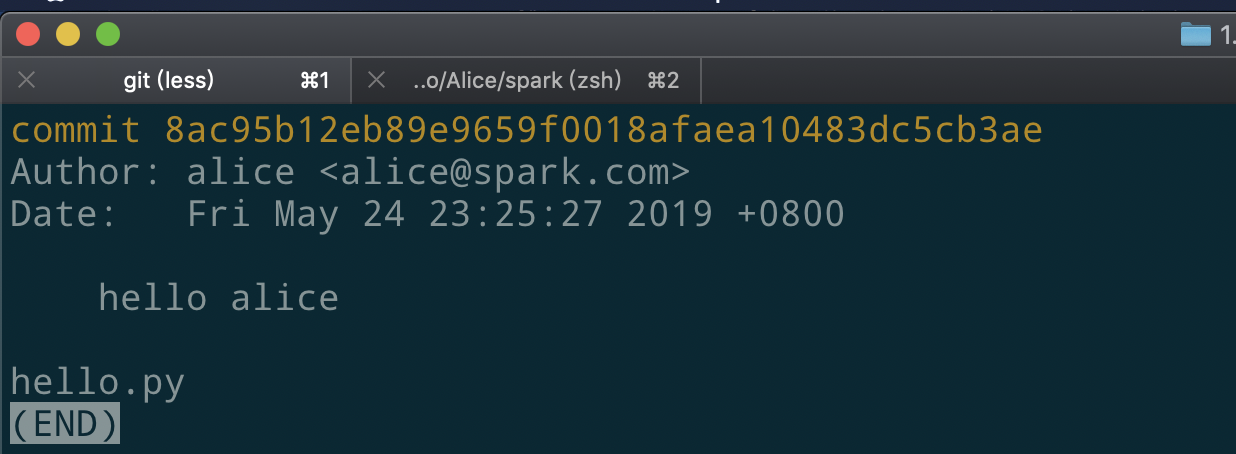 1.
git (less) ⌘1
..o/Alice/spark (zsh) ⌘2
commit 8ac95b12eb89e9659f0018afaea10483dc5cb3ae
Author: alice <alice@spark.com>
Date:   Fri May 24 23:25:27 2019 +0800
hello alice
hello.py
(END)